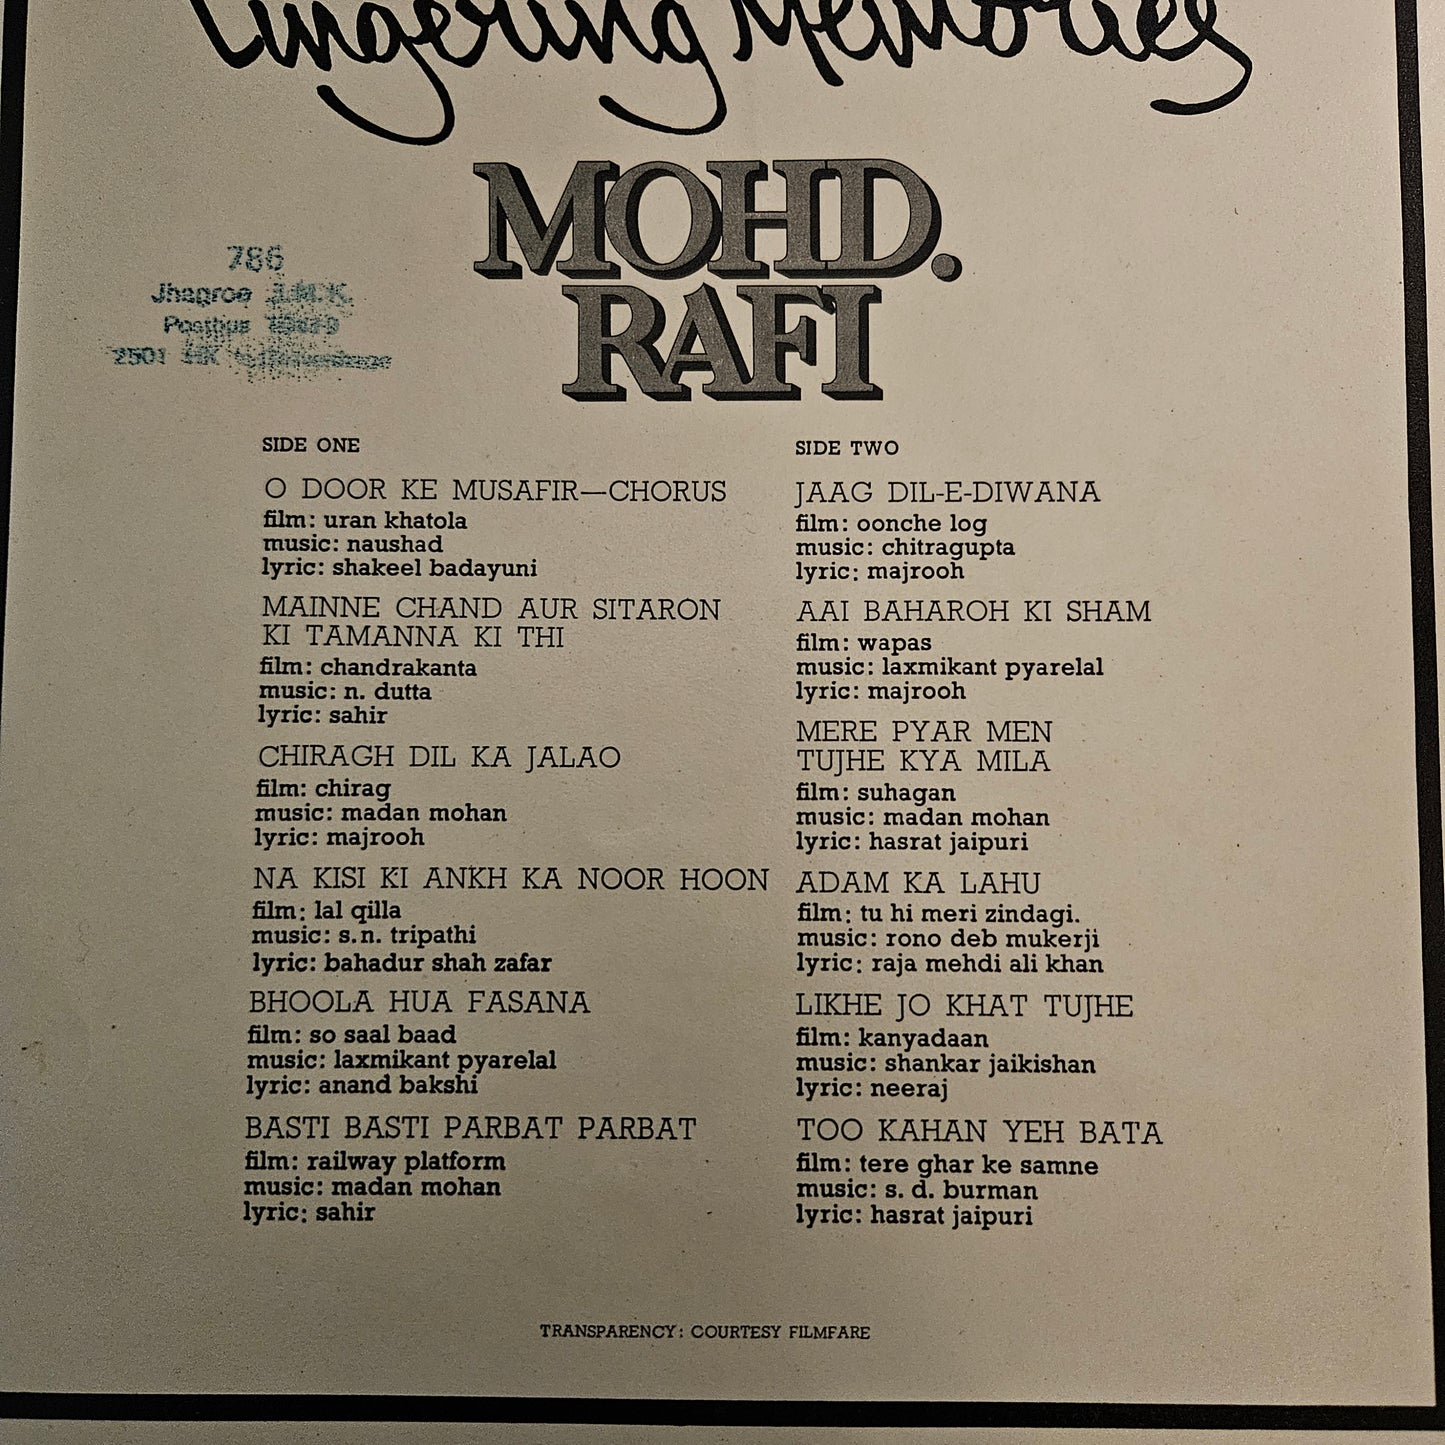 Lingering Memories
MOHD.
RAFI
786
Jhagroe J.M.K.
Postbus
2501 HK
SIDE ONE
O DOOR KE MUSAFIR—CHORUS
film: uran khatola
music: naushad
lyric: shakeel badayuni
MAINNE CHAND AUR SITARON
KI TAMANNA KI THI
film: chandrakanta
music: n. dutta
lyric: sahir
CHIRAGH DIL KA JALAO
film: chirag
music: madan mohan
lyric: majrooh
NA KISI KI ANKH KA NOOR HOON
film: lal qilla
music: s.n. tripathi
lyric: bahadur shah zafar
BHOOLA HUA FASANA
film: so saal baad
music: laxmikant pyarelal
lyric: anand bakshi
BASTI BASTI PARBAT PARBAT
film: railway platform
music: madan mohan
lyric: sahir
SIDE TWO
JAAG DIL-E-DIWANA
film: oonche log
music: chitragupta
lyric: majrooh
AAI BAHAROH KI SHAM
film: wapas
music: laxmikant pyarelal
lyric: majrooh
MERE PYAR MEN
TUJHE KYA MILA
film: suhagan
music: madan mohan
lyric: hasrat jaipuri
ADAM KA LAHU
film: tu hi meri zindagi.
music: rono deb mukerji
lyric: raja mehdi ali khan
LIKHE JO KHAT TUJHE
film: kanyadaan
music: shankar jaikishan
lyric: neeraj
TOO KAHAN YEH BATA
film: tere ghar ke samne
music: s. d. burman
lyric: hasrat jaipuri
TRANSPARENCY: COURTESY FILMFARE